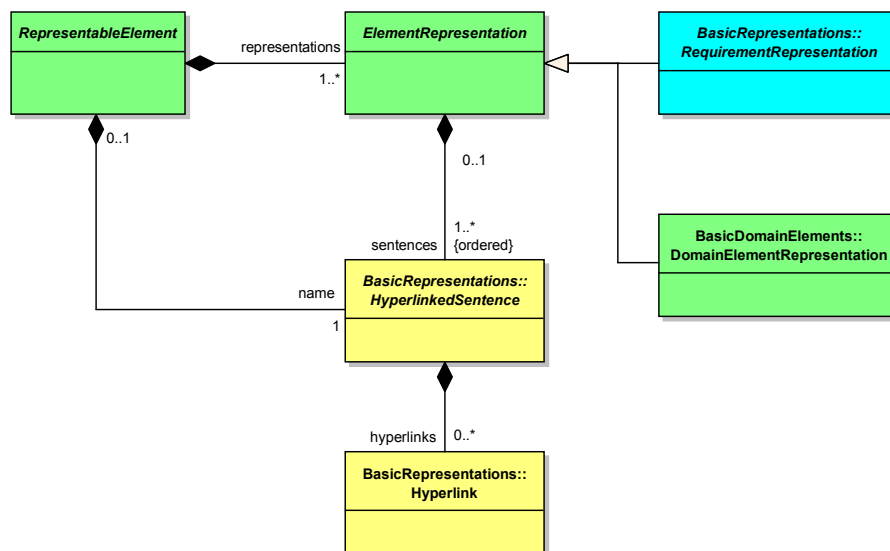 RepresentableElement
representations
1..*
ElementRepresentation
BasicRepresentations::
RequirementRepresentation
0..1
0..1
1..*
sentences {ordered}
BasicDomainElements::
DomainElementRepresentation
name
1
BasicRepresentations::
HyperlinkedSentence
hyperlinks 0..*
BasicRepresentations::
Hyperlink